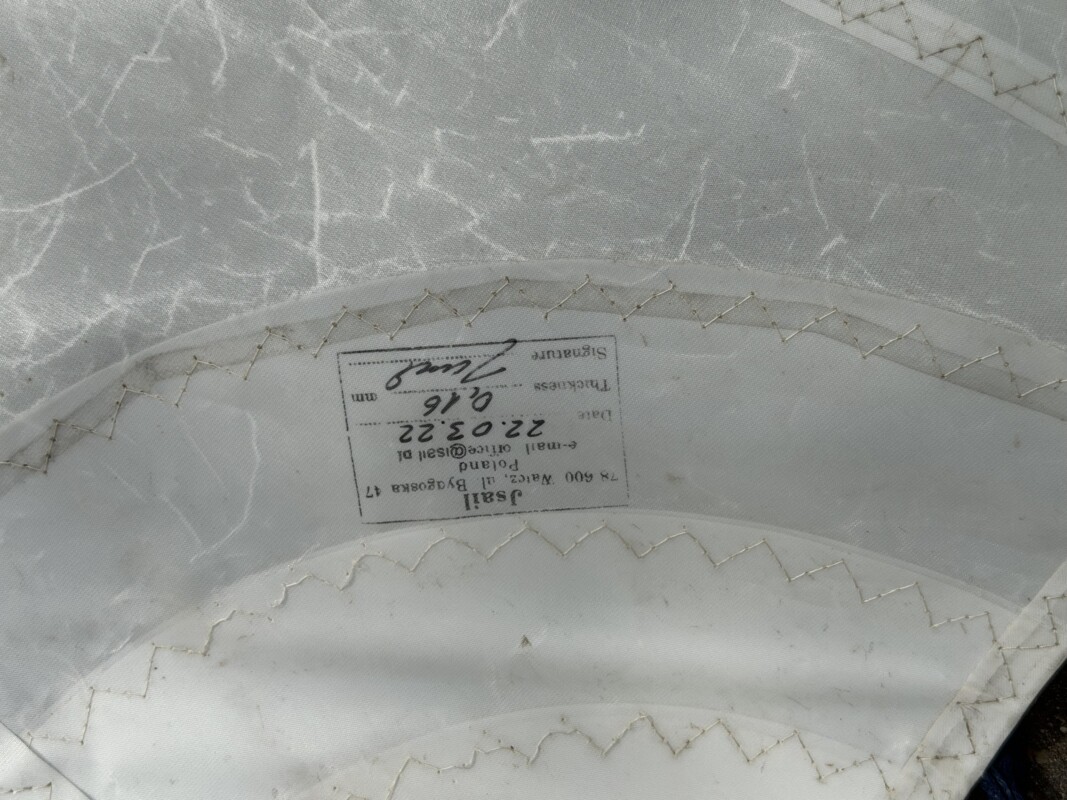 Jsail
78 600 Wałcz, ul Bydgoska 47
Poland
e-mail office@jsail.pl
Date 22.03.22
Thickness 0,16 mm
Signature